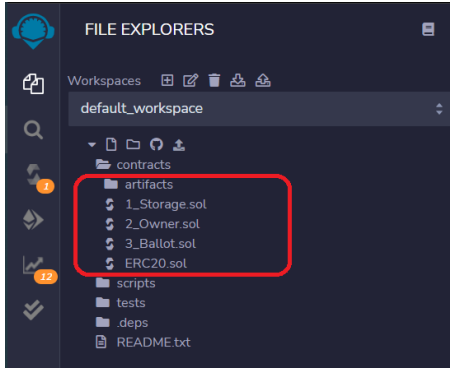 FILE EXPLORERS
Workspaces
default_workspace
contracts
artifacts
1_Storage.sol
1
2_Owner.sol
3_Ballot.sol
ERC20.sol
12
scripts
tests
.deps
README.txt